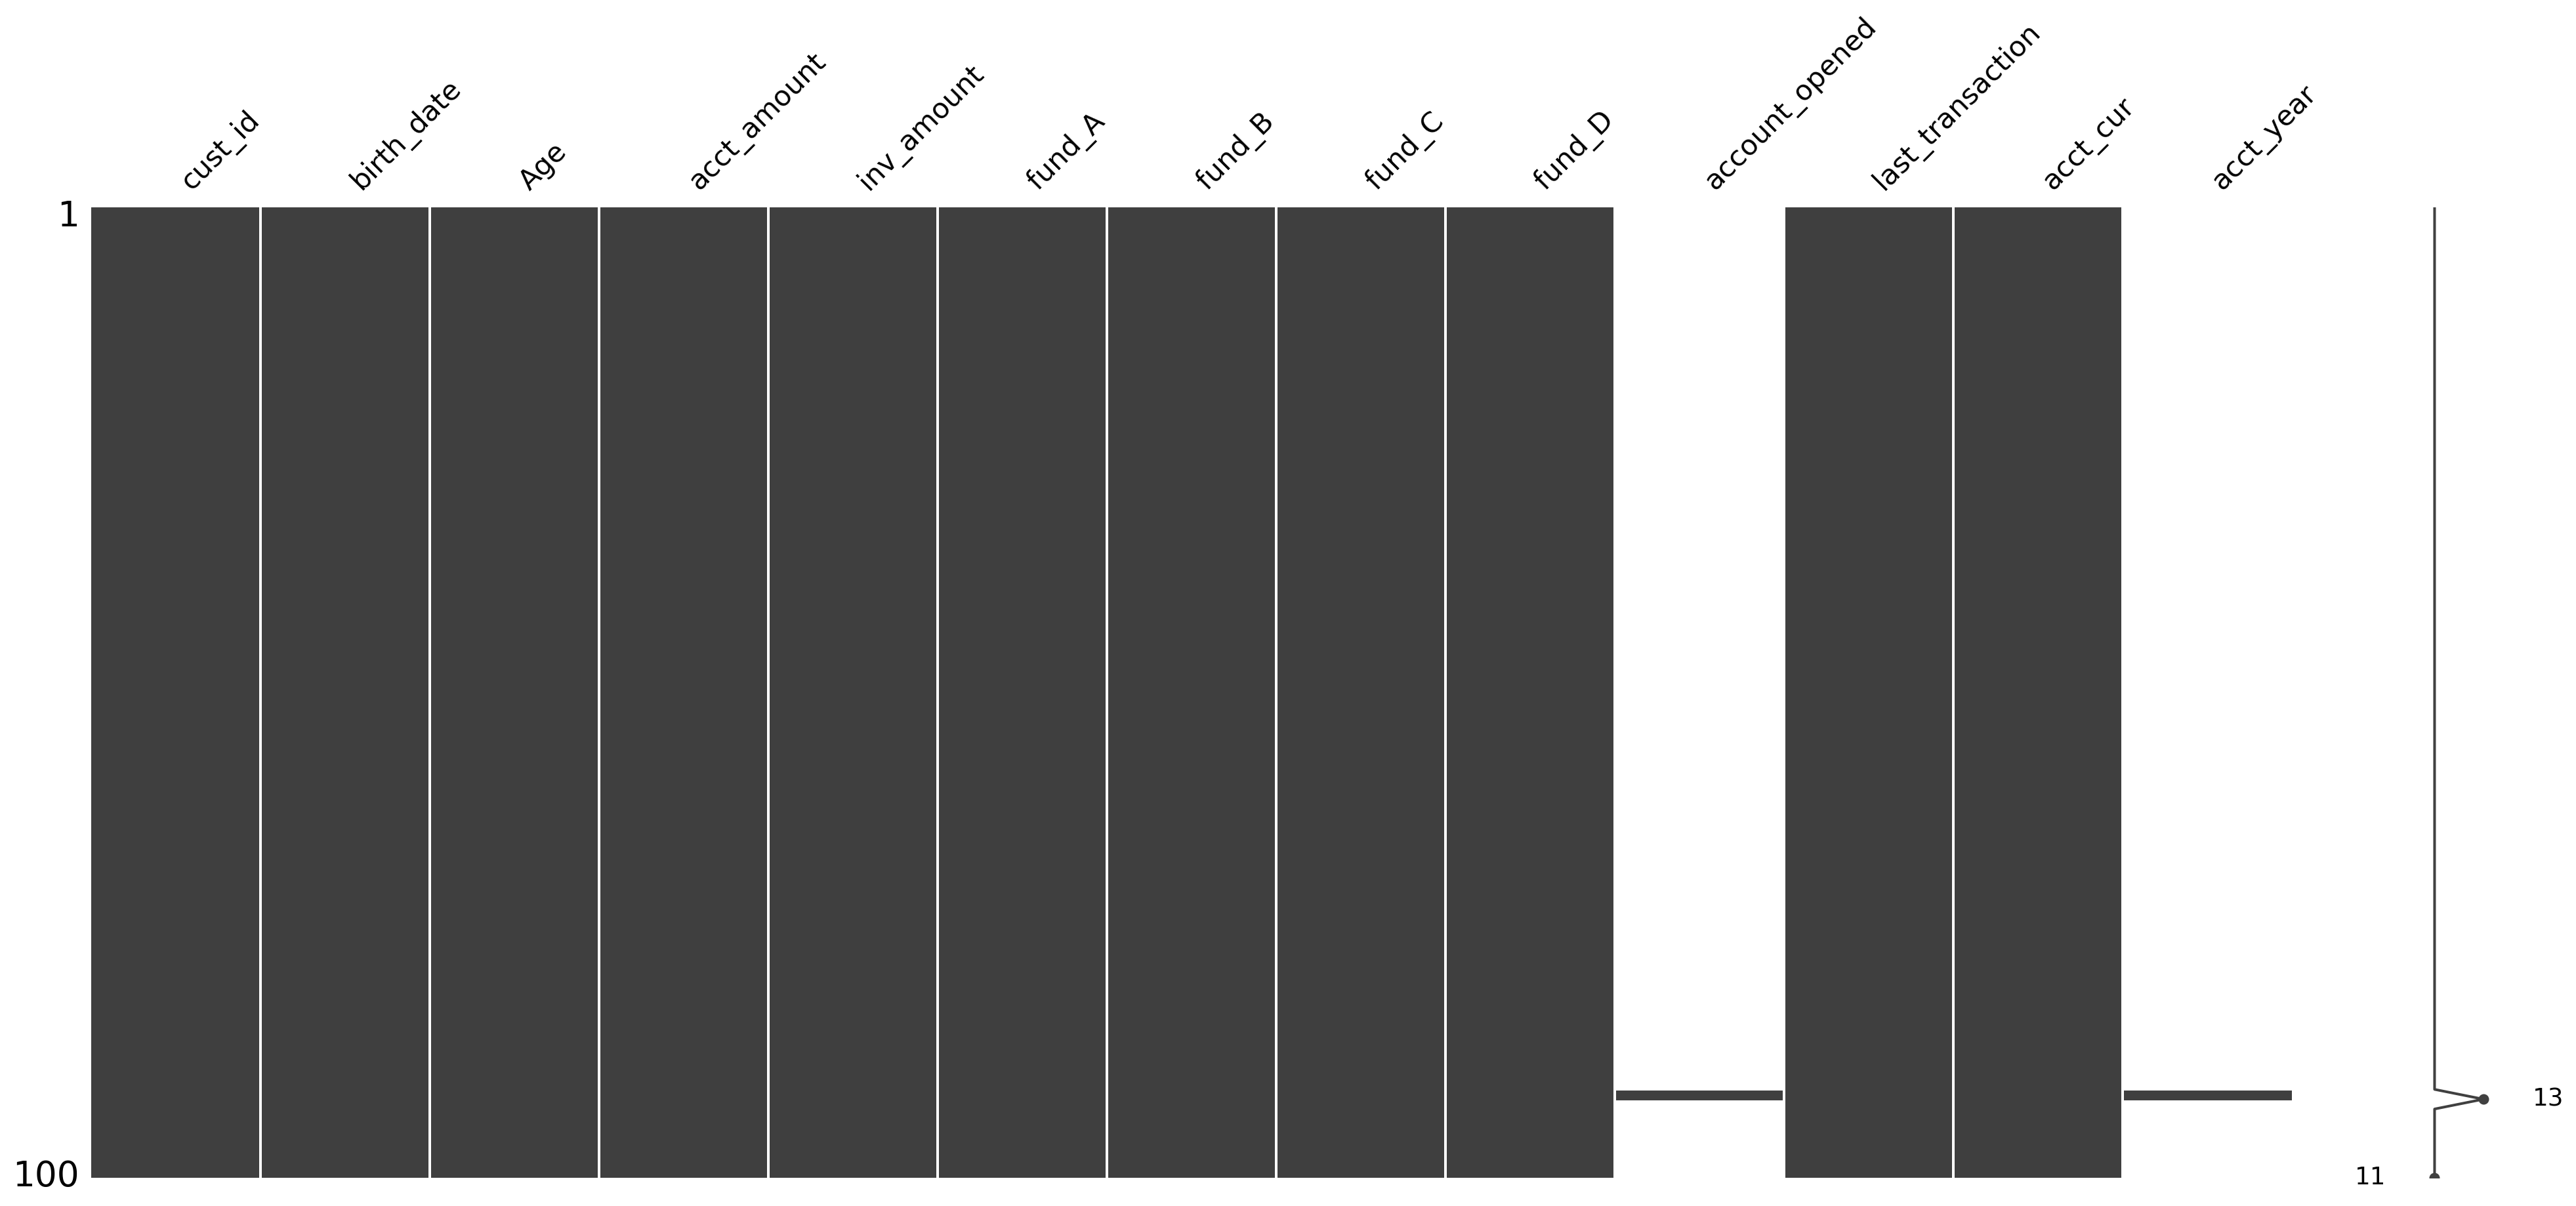 cust_id
birth_date
Age
acct_amount
inv_amount
fund_A
fund_B
fund_C
fund_D
account_opened
last_transaction
acct_cur
acct_year
1
13
100
11